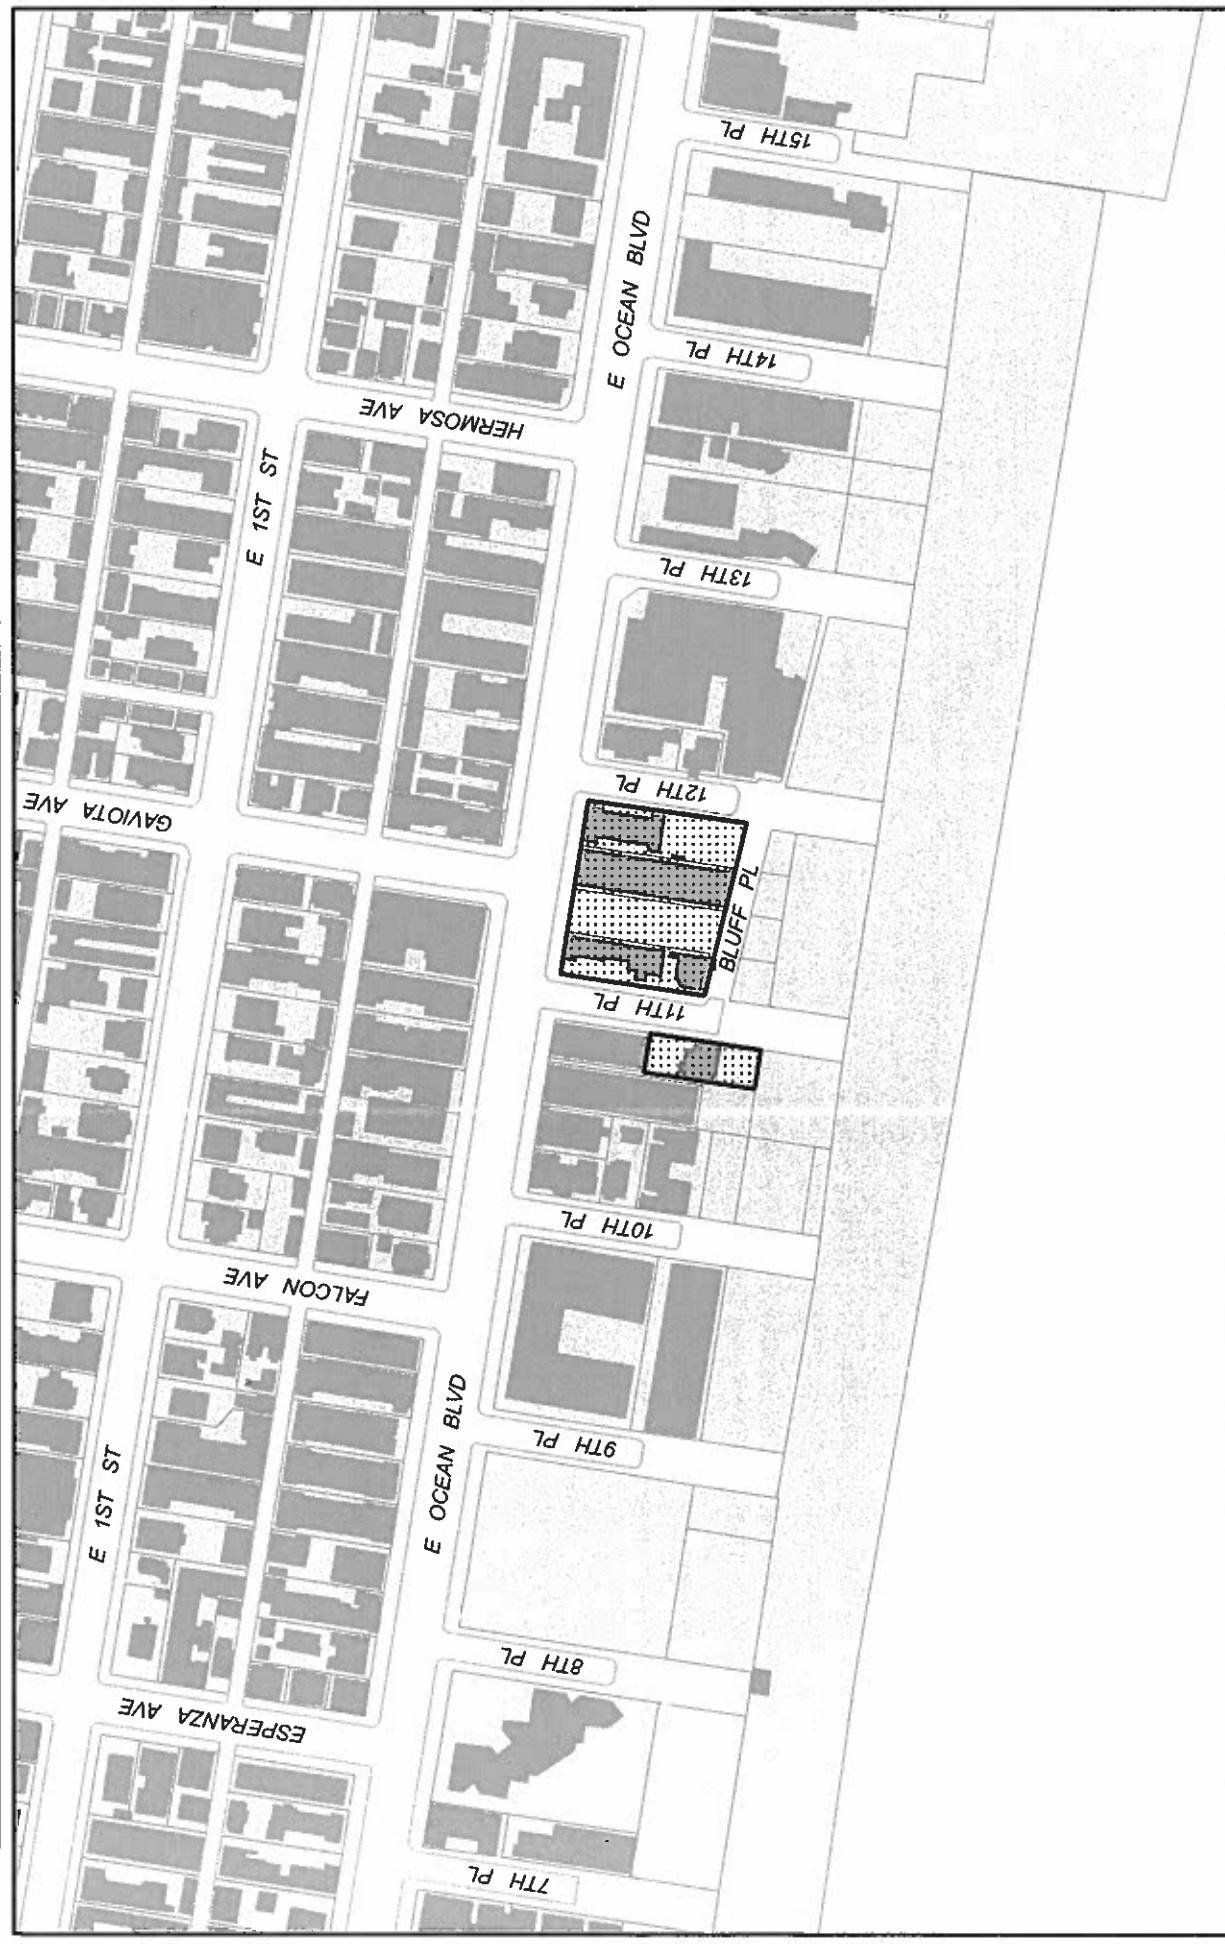 15TH PL
E OCEAN BLVD
14TH PL
HERMOSA AVE
E 1ST ST
13TH PL
12TH PL
GAVIOTA AVE
BLUFF PL
11TH PL
10TH PL
FALCON AVE
E OCEAN BLVD
9TH PL
E 1ST ST
8TH PL
ESPERANZA AVE
7TH PL